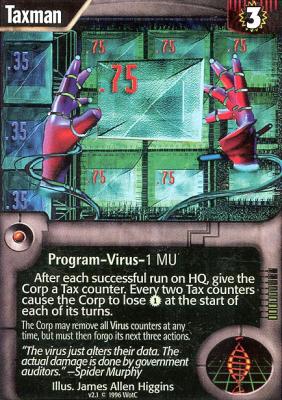 Taxman
3
.35 .75 .75
.75
.35
.35
.75 .75
Program-Virus-1 MU
After each successful run on HQ, give the
Corp a Tax counter. Every two Tax counters
cause the Corp to lose 1 at the start of
each of its turns.
The Corp may remove all Virus counters at any
time, but must then forgo its next three actions.
"The virus just alters their data. The
actual damage is done by government
auditors." —Spider Murphy
Illus. James Allen Higgins
v2.1 © 1996 WotC